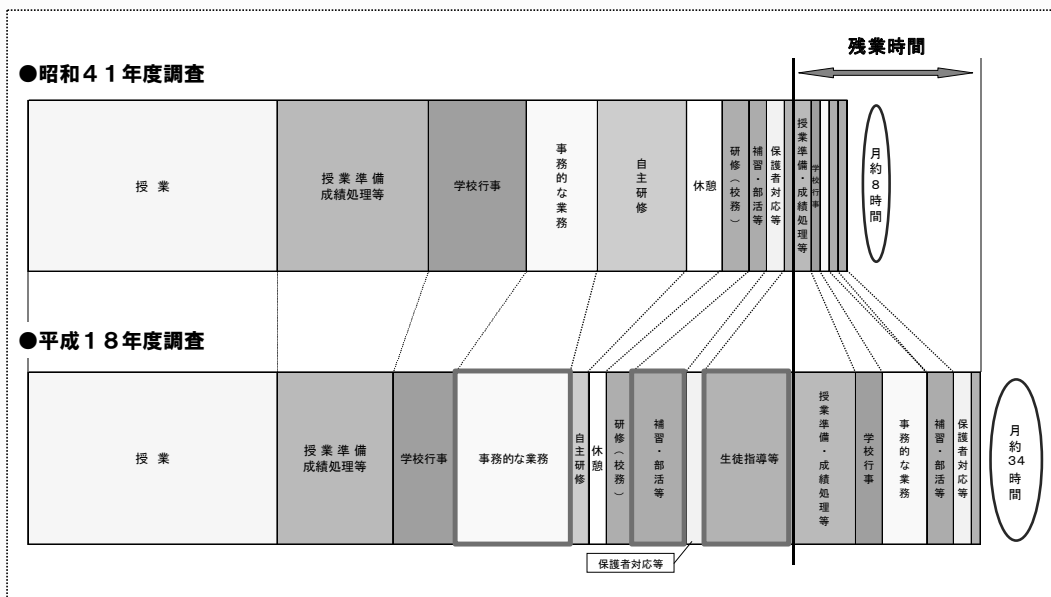 残業時間
●昭和４１年度調査
授 業
授 業 準 備
成績処理等
学校行事
事務的な業務
自主研修
休憩
研修（校務）
補習・部活等
保護者対応等
授業準備・成績処理等
学校行事
月約8時間
●平成１８年度調査
授 業
授 業 準 備
成績処理等
学校行事
事務的な業務
自主研修
休憩
研修（校務）
補習・部活等
生徒指導等
授業準備・成績処理等
学校行事
事務的な業務
補習・部活等
保護者対応等
月約34時間
保護者対応等